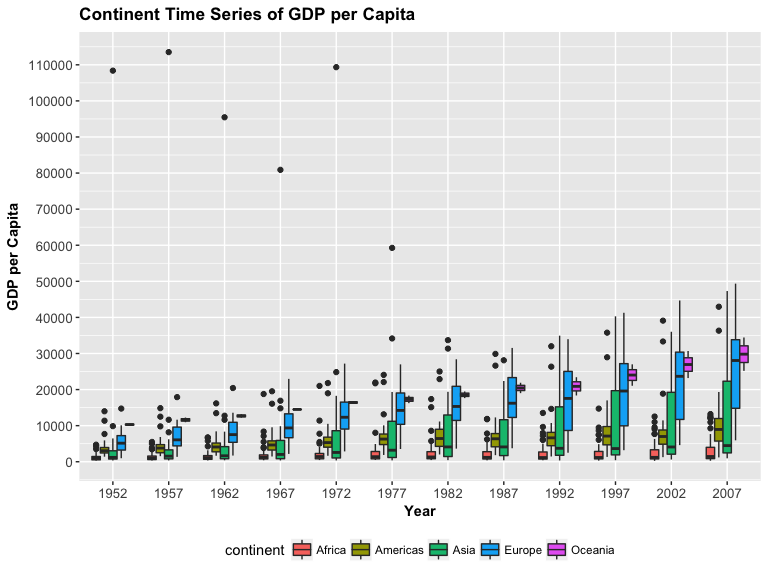 Continent Time Series of GDP per Capita
110000
100000
90000
80000
70000
60000
50000
40000
30000
20000
10000
0
GDP per Capita
1952 1957 1962 1967 1972 1977 1982 1987 1992 1997 2002 2007
Year
continent Africa Americas Asia Europe Oceania